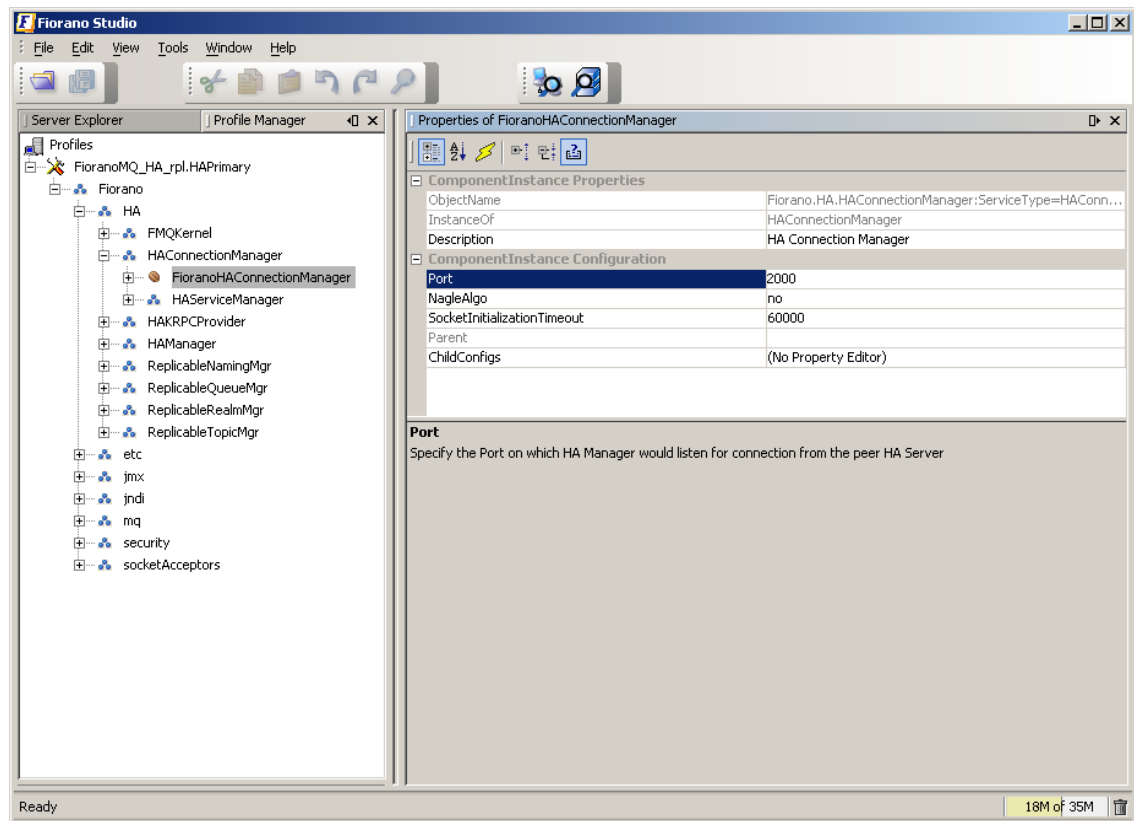 Fiorano Studio
File Edit View Tools Window Help
Server Explorer
Profile Manager
Profiles
FioranoMQ_HA_rpl.HAPrimary
Fiorano
HA
FMQKernel
HAConnectionManager
FioranoHAConnectionManager
HAServiceManager
HAKRPCProvider
HAManager
ReplicableNamingMgr
ReplicableQueueMgr
ReplicableRealmMgr
ReplicableTopicMgr
etc
jmx
jndi
mq
security
socketAcceptors
Properties of FioranoHAConnectionManager
ComponentInstance Properties
ObjectName Fiorano.HA.HAConnectionManager:ServiceType=HAConn...
InstanceOf HAConnectionManager
Description HA Connection Manager
ComponentInstance Configuration
Port 2000
NagleAlgo no
SocketInitializationTimeout 60000
Parent
ChildConfigs (No Property Editor)
Port
Specify the Port on which HA Manager would listen for connection from the peer HA Server
Ready 18M of 35M